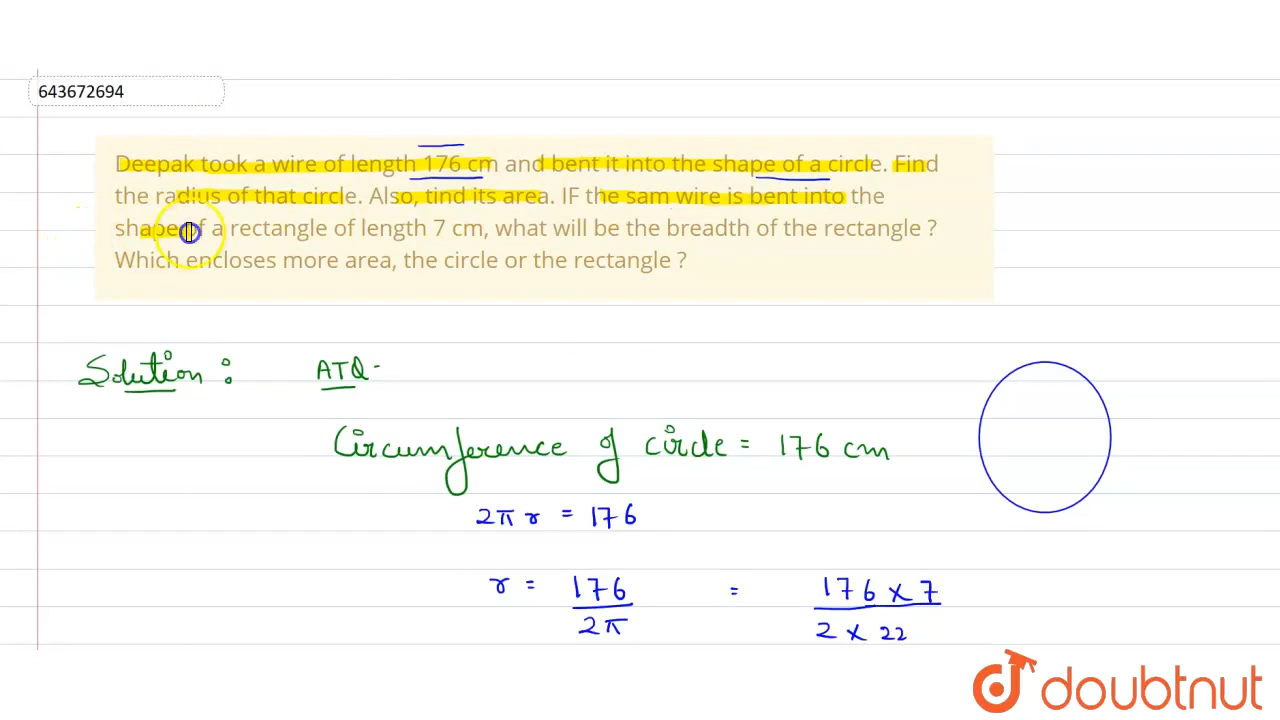 643672694
Deepak took a wire of length 176 cm and bent it into the shape of a circle. Find
the radius of that circle. Also, tind its area. IF the sam wire is bent into the
shape of a rectangle of length 7 cm, what will be the breadth of the rectangle ?
Which encloses more area, the circle or the rectangle ?
Solution : ATQ -
Circumference of circle = 176 cm
2π r = 176
r = 176 / 2π = 176 × 7 / 2 × 22
doubtnut